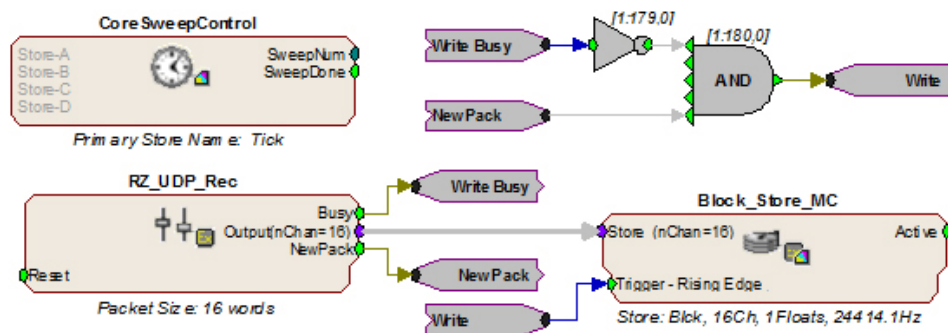 CoreSweepControl
Store-A
Store-B
Store-C
Store-D
SweepNum
SweepDone
Primary Store Name: Tick
[1:179,0]
Write Busy
[1:180,0]
AND
Write
NewPack
RZ_UDP_Rec
Busy
Output(nChan=16)
NewPack
Reset
Packet Size: 16 words
Write Busy
NewPack
Write
Block_Store_MC
Store (nChan=16)
Active
Trigger - Rising Edge
Store: Blck, 16Ch, 1Floats, 24414.1Hz